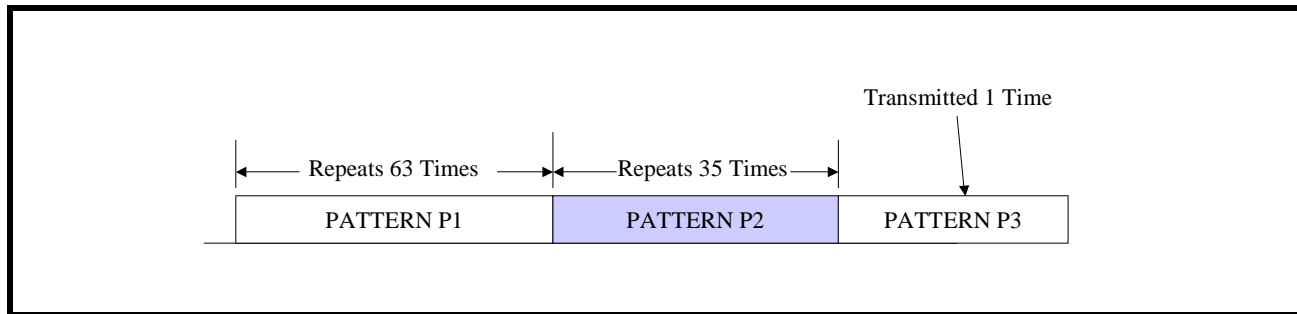 Transmitted 1 Time
Repeats 63 Times
Repeats 35 Times
PATTERN P1
PATTERN P2
PATTERN P3